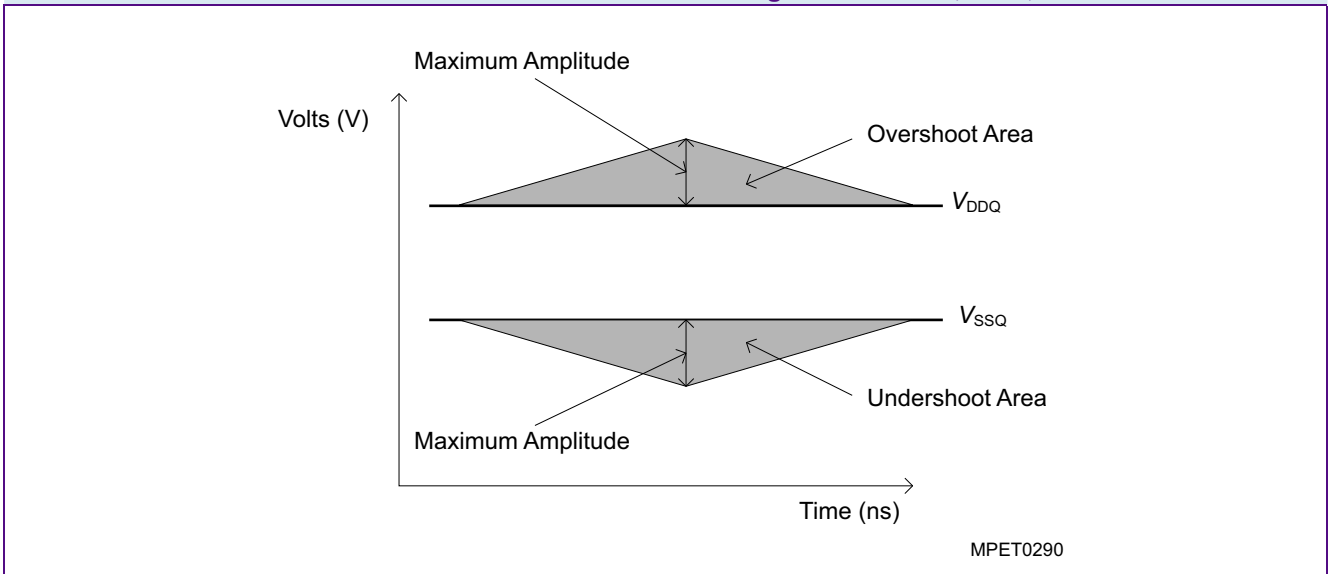 Maximum Amplitude
Volts (V)
Overshoot Area
VDDQ
VSSQ
Undershoot Area
Maximum Amplitude
Time (ns)
MPET0290